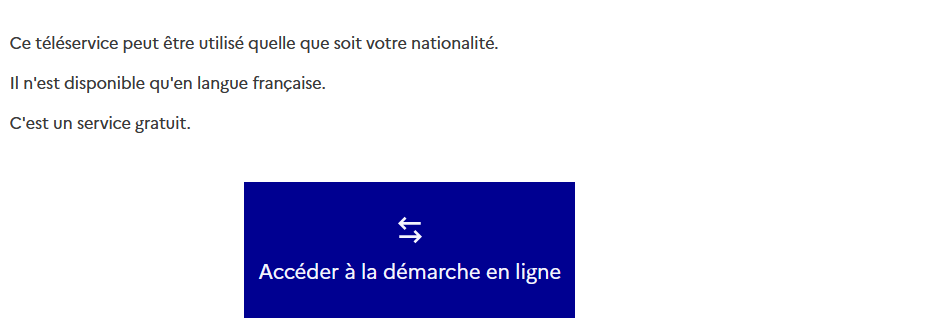 Ce téléservice peut être utilisé quelle que soit votre nationalité.
Il n'est disponible qu'en langue française.
C'est un service gratuit.
Accéder à la démarche en ligne